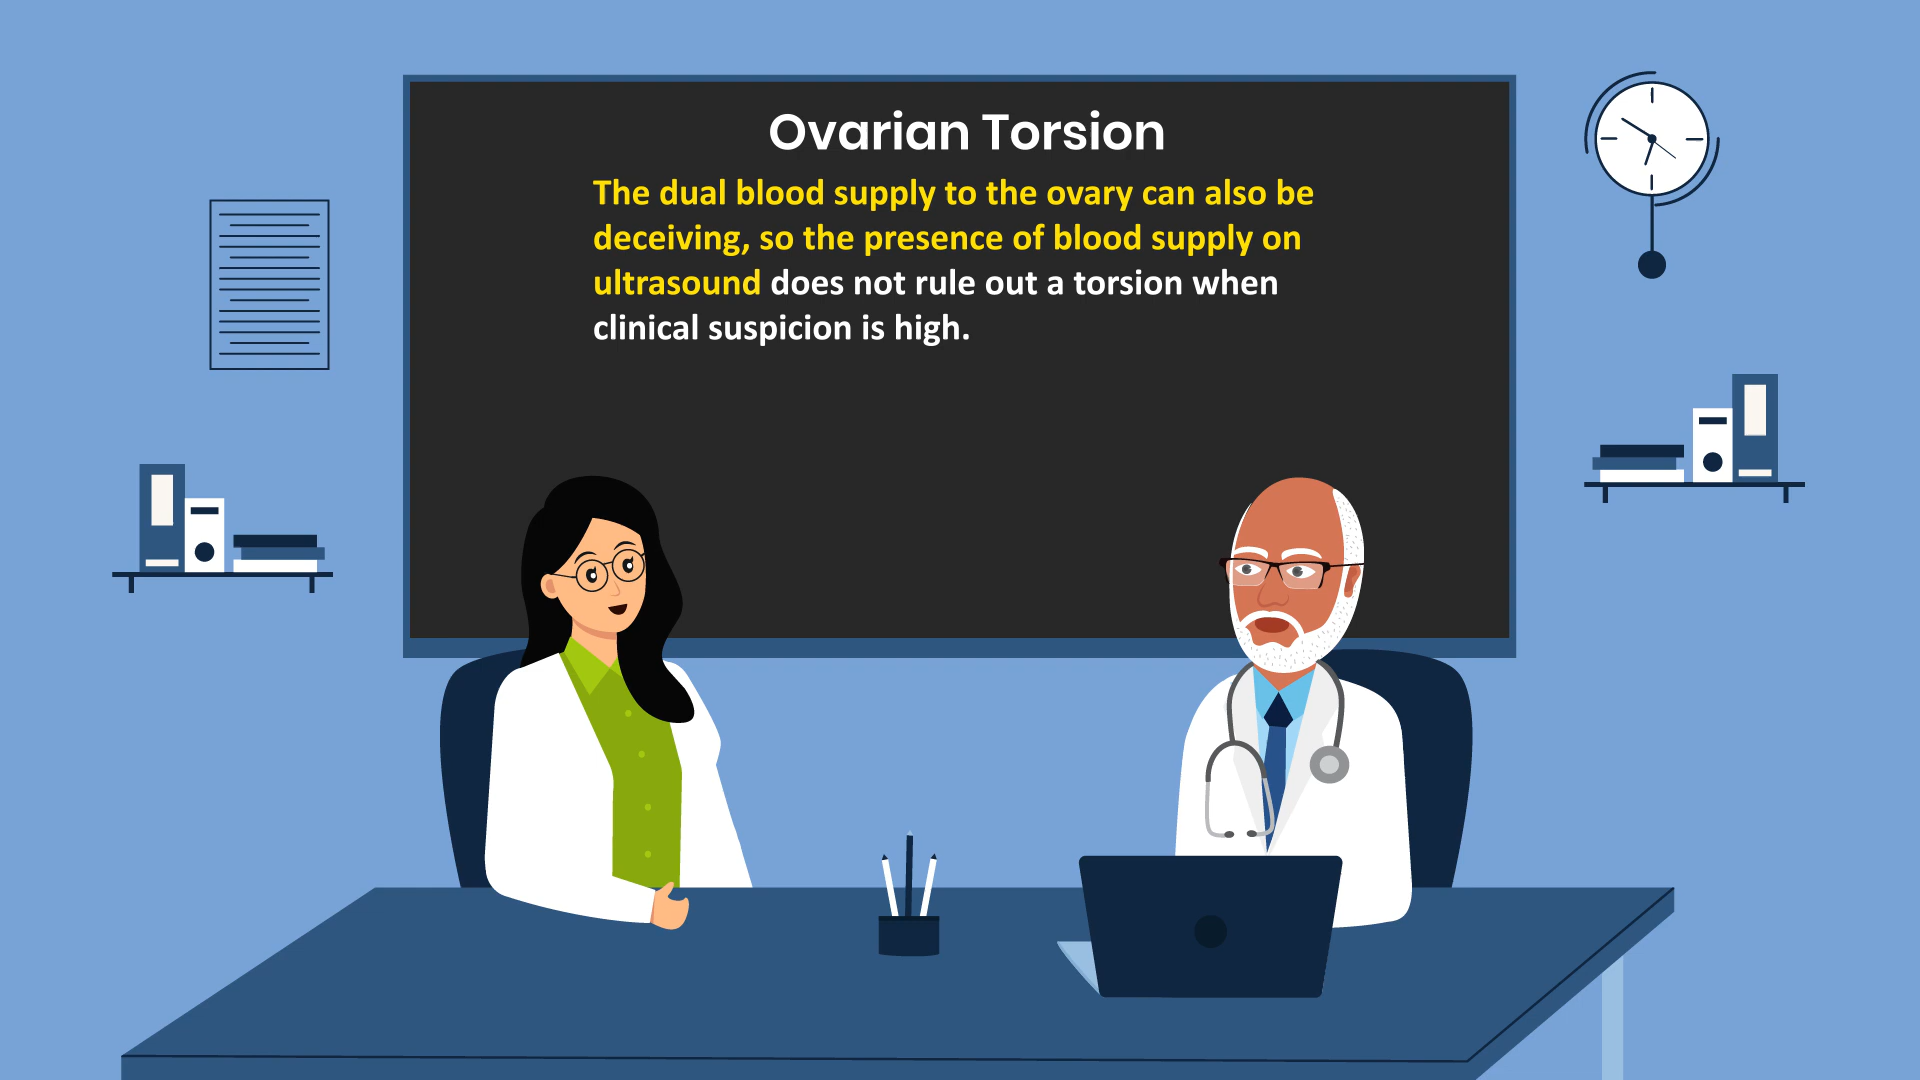 Ovarian Torsion
The dual blood supply to the ovary can also be
deceiving, so the presence of blood supply on
ultrasound does not rule out a torsion when
clinical suspicion is high.